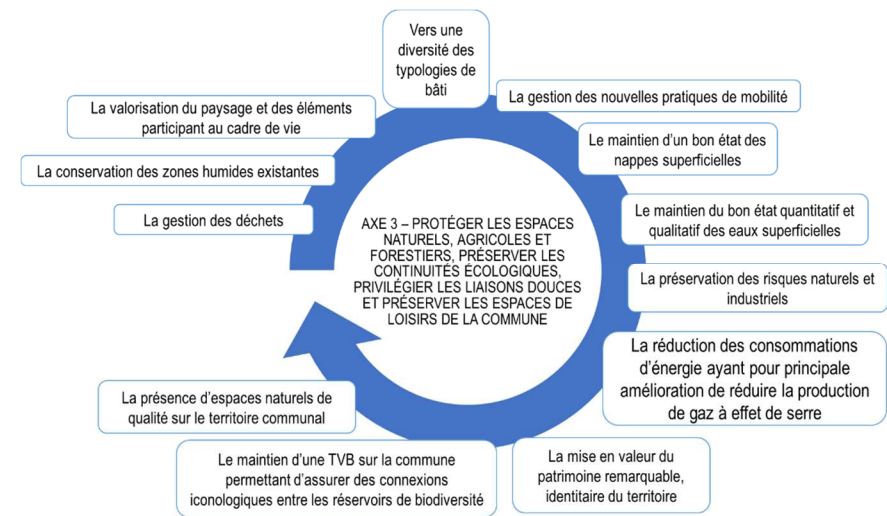 Vers une
diversité des
typologies de
bâti
La gestion des nouvelles pratiques de mobilité
Le maintien d'un bon état des
nappes superficielles
Le maintien du bon état quantitatif et
qualitatif des eaux superficielles
La préservation des risques naturels et
industriels
La réduction des consommations
d'énergie ayant pour principale
amélioration de réduire la production
de gaz à effet de serre
La mise en valeur du
patrimoine remarquable,
identitaire du territoire
Le maintien d'une TVB sur la commune
permettant d'assurer des connexions
iconologiques entre les réservoirs de biodiversité
La présence d'espaces naturels de
qualité sur le territoire communal
La gestion des déchets
La conservation des zones humides existantes
La valorisation du paysage et des éléments
participant au cadre de vie
AXE 3 – PROTÉGER LES ESPACES
NATURELS, AGRICOLES ET
FORESTIERS, PRÉSERVER LES
CONTINUITÉS ÉCOLOGIQUES,
PRIVILÉGIER LES LIAISONS DOUCES
ET PRÉSERVER LES ESPACES DE
LOISIRS DE LA COMMUNE